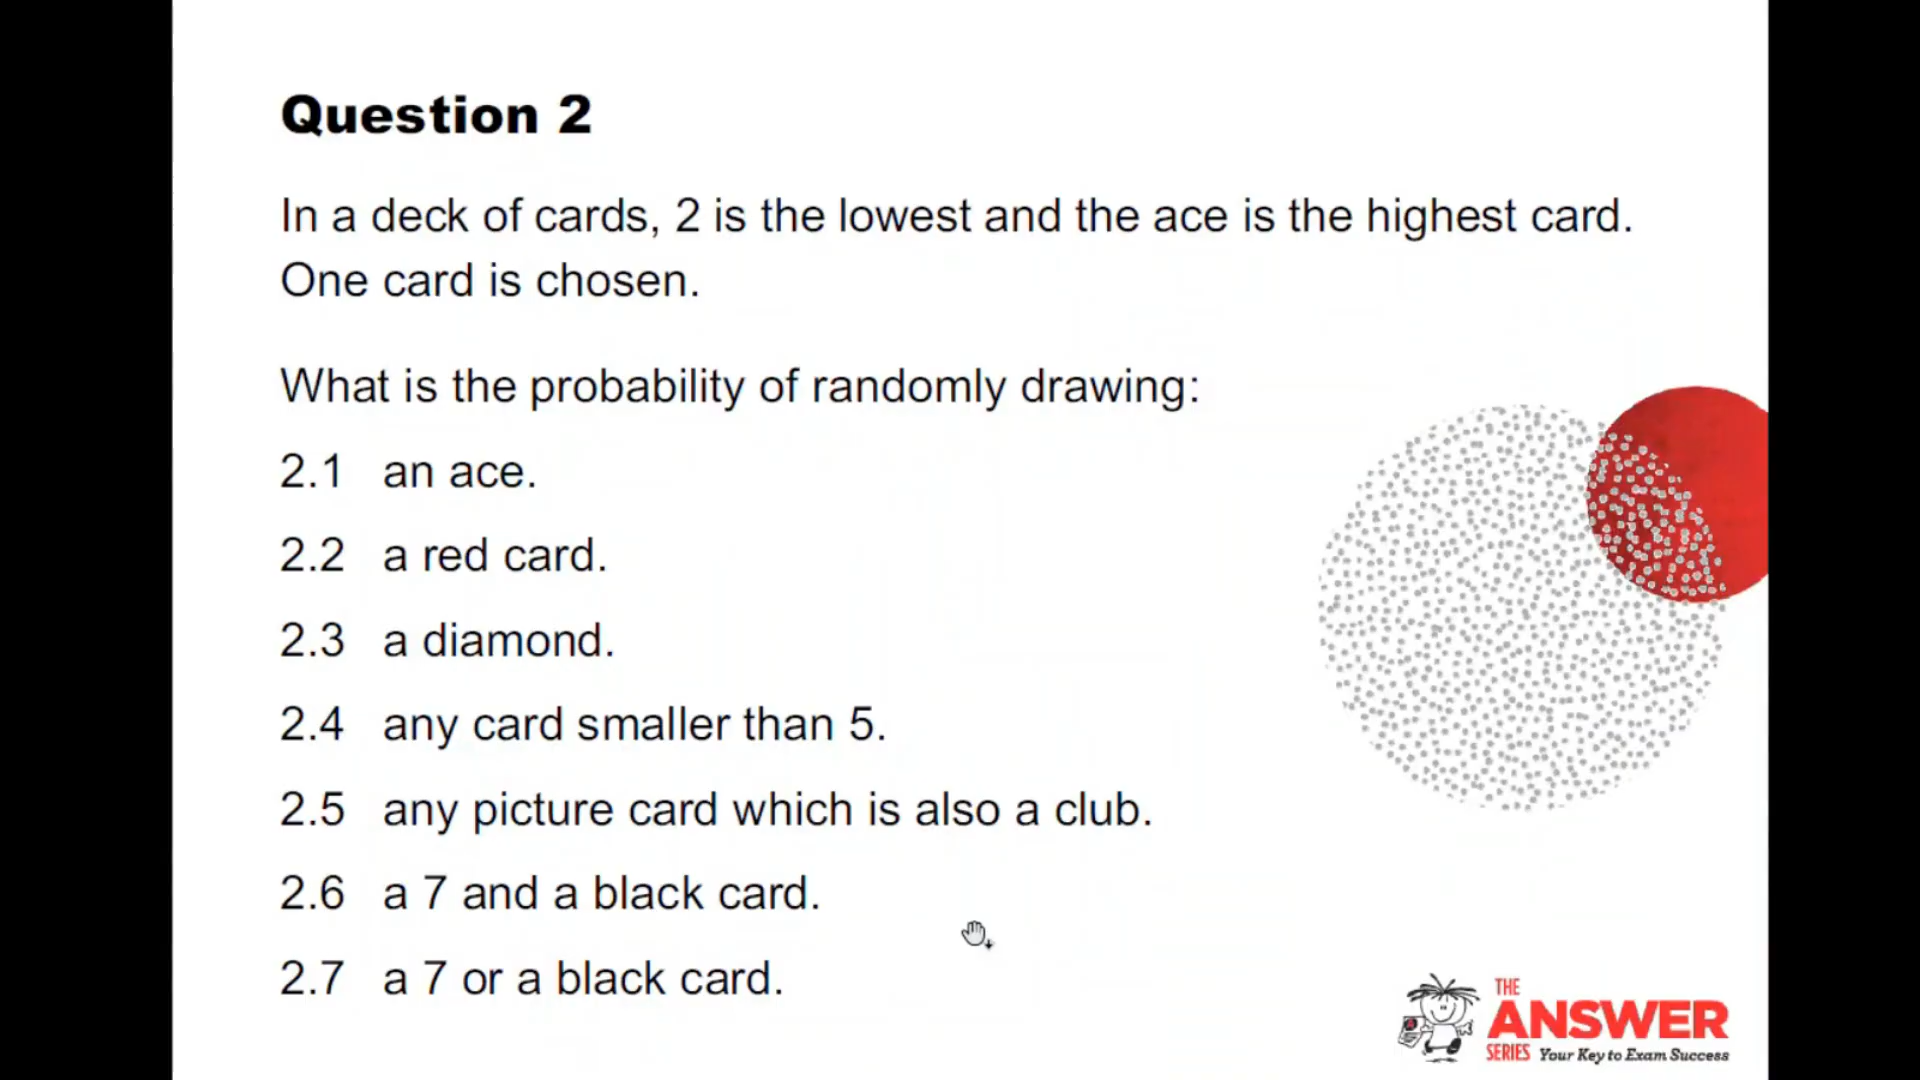 Question 2
In a deck of cards, 2 is the lowest and the ace is the highest card.
One card is chosen.
What is the probability of randomly drawing:
2.1 an ace.
2.2 a red card.
2.3 a diamond.
2.4 any card smaller than 5.
2.5 any picture card which is also a club.
2.6 a 7 and a black card.
2.7 a 7 or a black card.
THE
ANSWER
SERIES Your Key to Exam Success